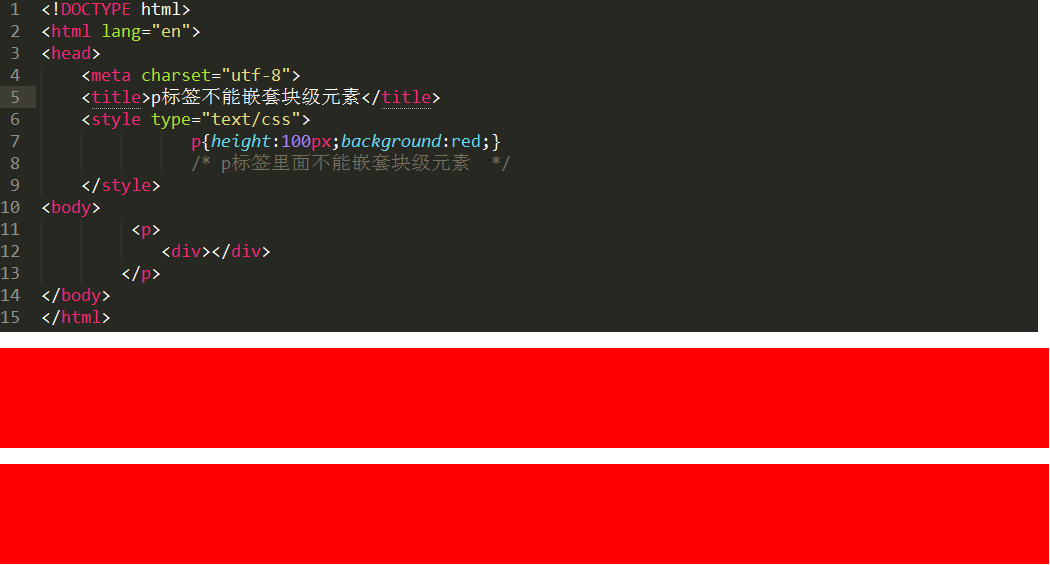 1 <!DOCTYPE html>
2 <html lang="en">
3 <head>
4 <meta charset="utf-8">
5 <title>p标签不能嵌套块级元素</title>
6 <style type="text/css">
7 p{height:100px;background:red;}
8 /* p标签里面不能嵌套块级元素  */
9 </style>
10 <body>
11 <p>
12 <div></div>
13 </p>
14 </body>
15 </html>